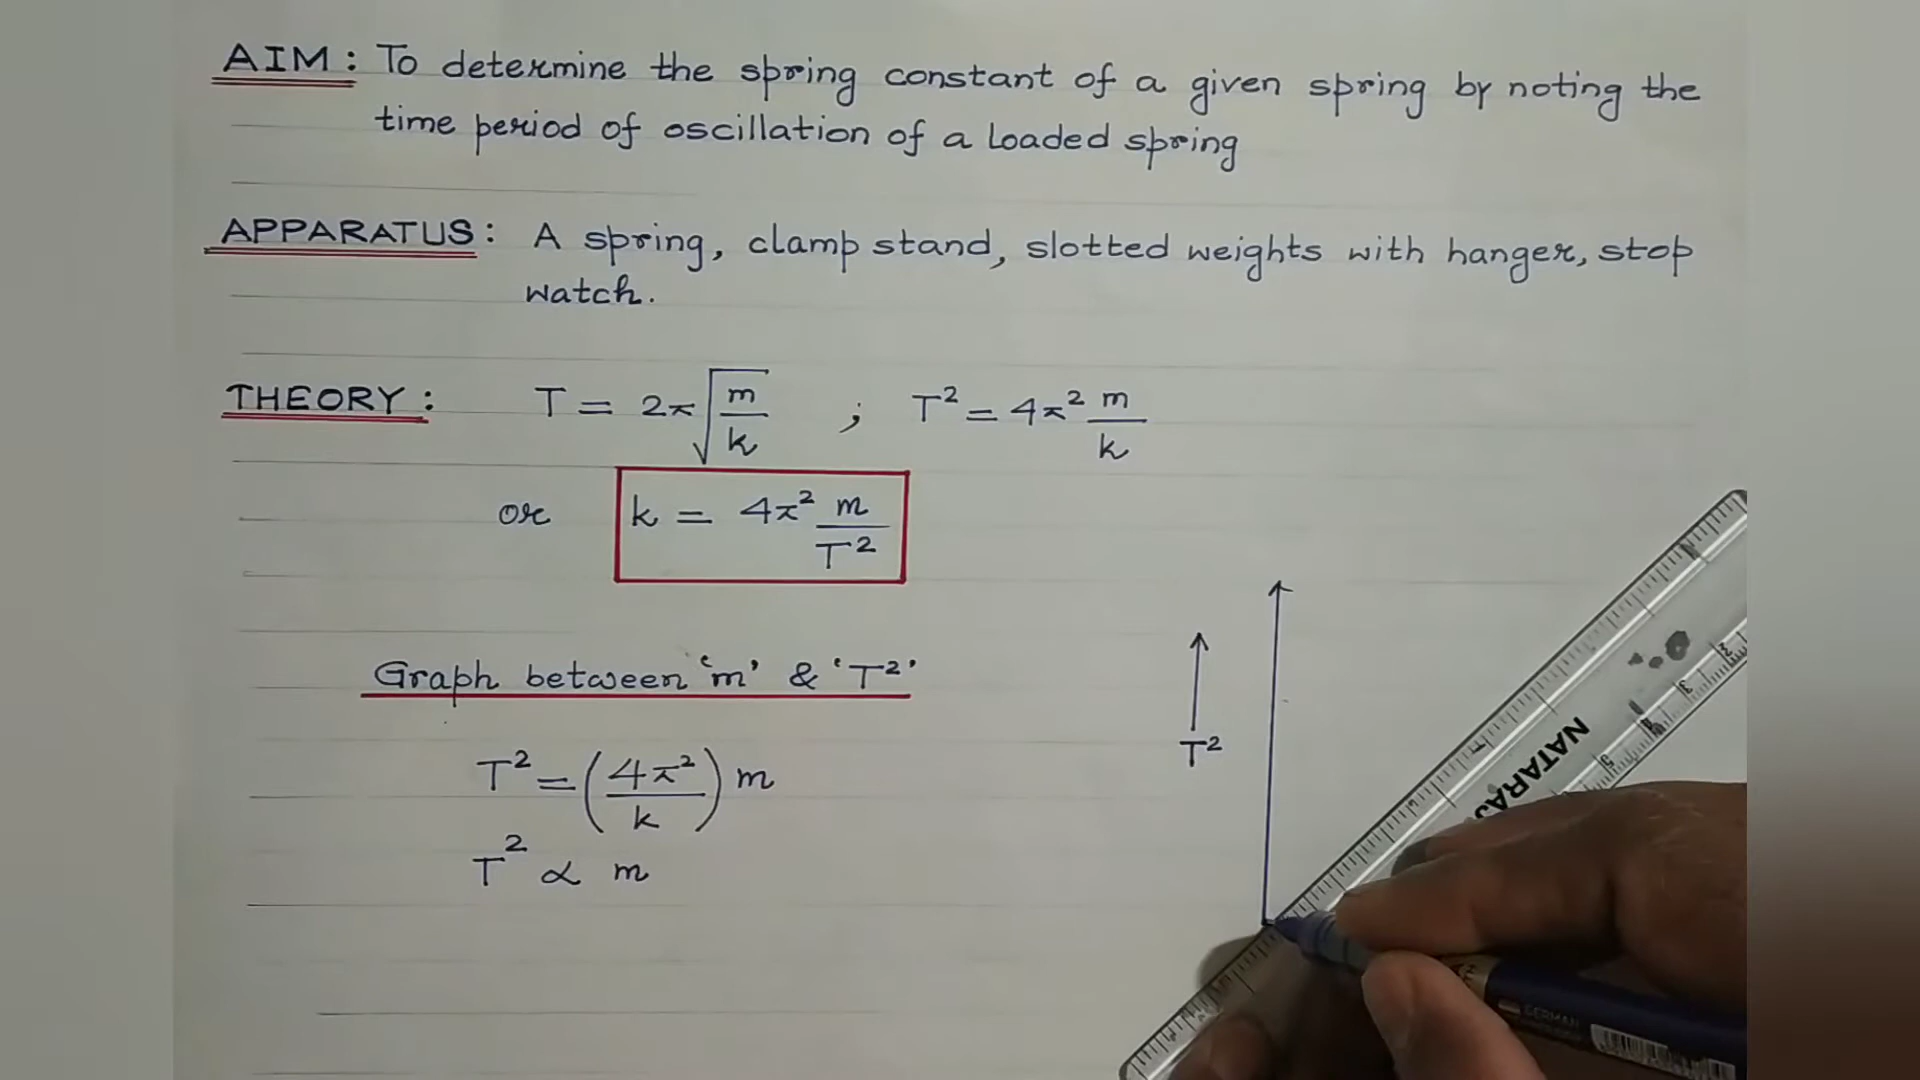 AIM: To determine the spring constant of a given spring by noting the
time period of oscillation of a loaded spring
APPARATUS: A spring, clamp stand, slotted weights with hanger, stop
watch.
THEORY: T = 2π√(m/k) ; T² = 4π² m/k
or k = 4π² m/T²
Graph between 'm' & 'T²'
T² = (4π²/k) m
T² ∝ m
T²
NATARAJ
GERMAN